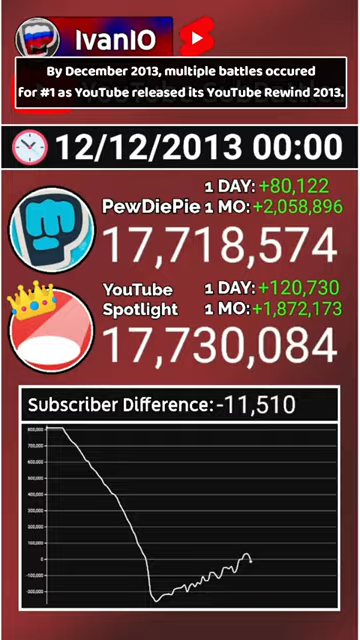 IvanIO
By December 2013, multiple battles occured
for #1 as YouTube released its YouTube Rewind 2013.
12/12/2013 00:00
1 DAY: +80,122
PewDiePie 1 MO: +2,058,896
17,718,574
YouTube 1 DAY: +120,730
Spotlight 1 MO: +1,872,173
17,730,084
Subscriber Difference: -11,510
800,000
700,000
600,000
500,000
400,000
300,000
200,000
100,000
0
-100,000
-200,000